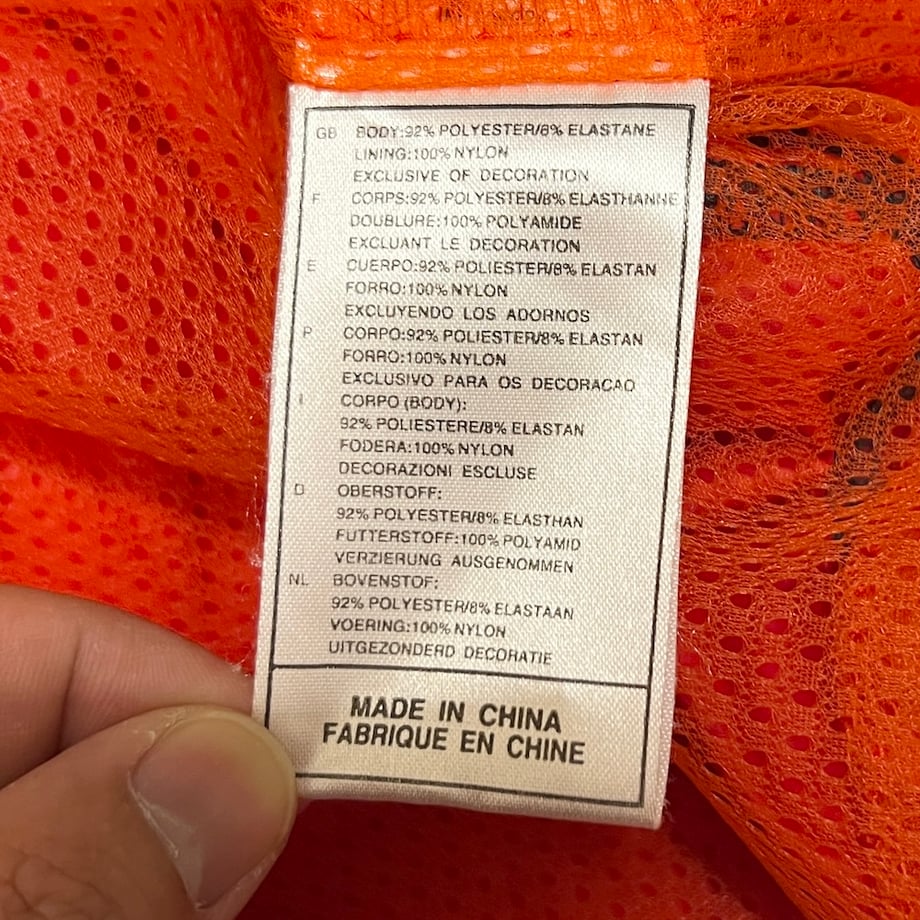 GB BODY:92% POLYESTER/8% ELASTANE
LINING:100% NYLON
EXCLUSIVE OF DECORATION
F CORPS:92% POLYESTER/8% ELASTHANNE
DOUBLURE:100% POLYAMIDE
EXCLUANT LE DECORATION
E CUERPO:92% POLIESTER/8% ELASTAN
FORRO:100% NYLON
EXCLUYENDO LOS ADORNOS
P CORPO:92% POLIESTER/8% ELASTAN
FORRO:100% NYLON
EXCLUSIVO PARA OS DECORACAO
I CORPO (BODY):
92% POLIESTERE/8% ELASTAN
FODERA:100% NYLON
DECORAZIONI ESCLUSE
D OBERSTOFF:
92% POLYESTER/8% ELASTHAN
FUTTERSTOFF:100% POLYAMID
VERZIERUNG AUSGENOMMEN
NL BOVENSTOF:
92% POLYESTER/8% ELASTAAN
VOERING:100% NYLON
UITGEZONDERD DECORATIE
MADE IN CHINA
FABRIQUE EN CHINE